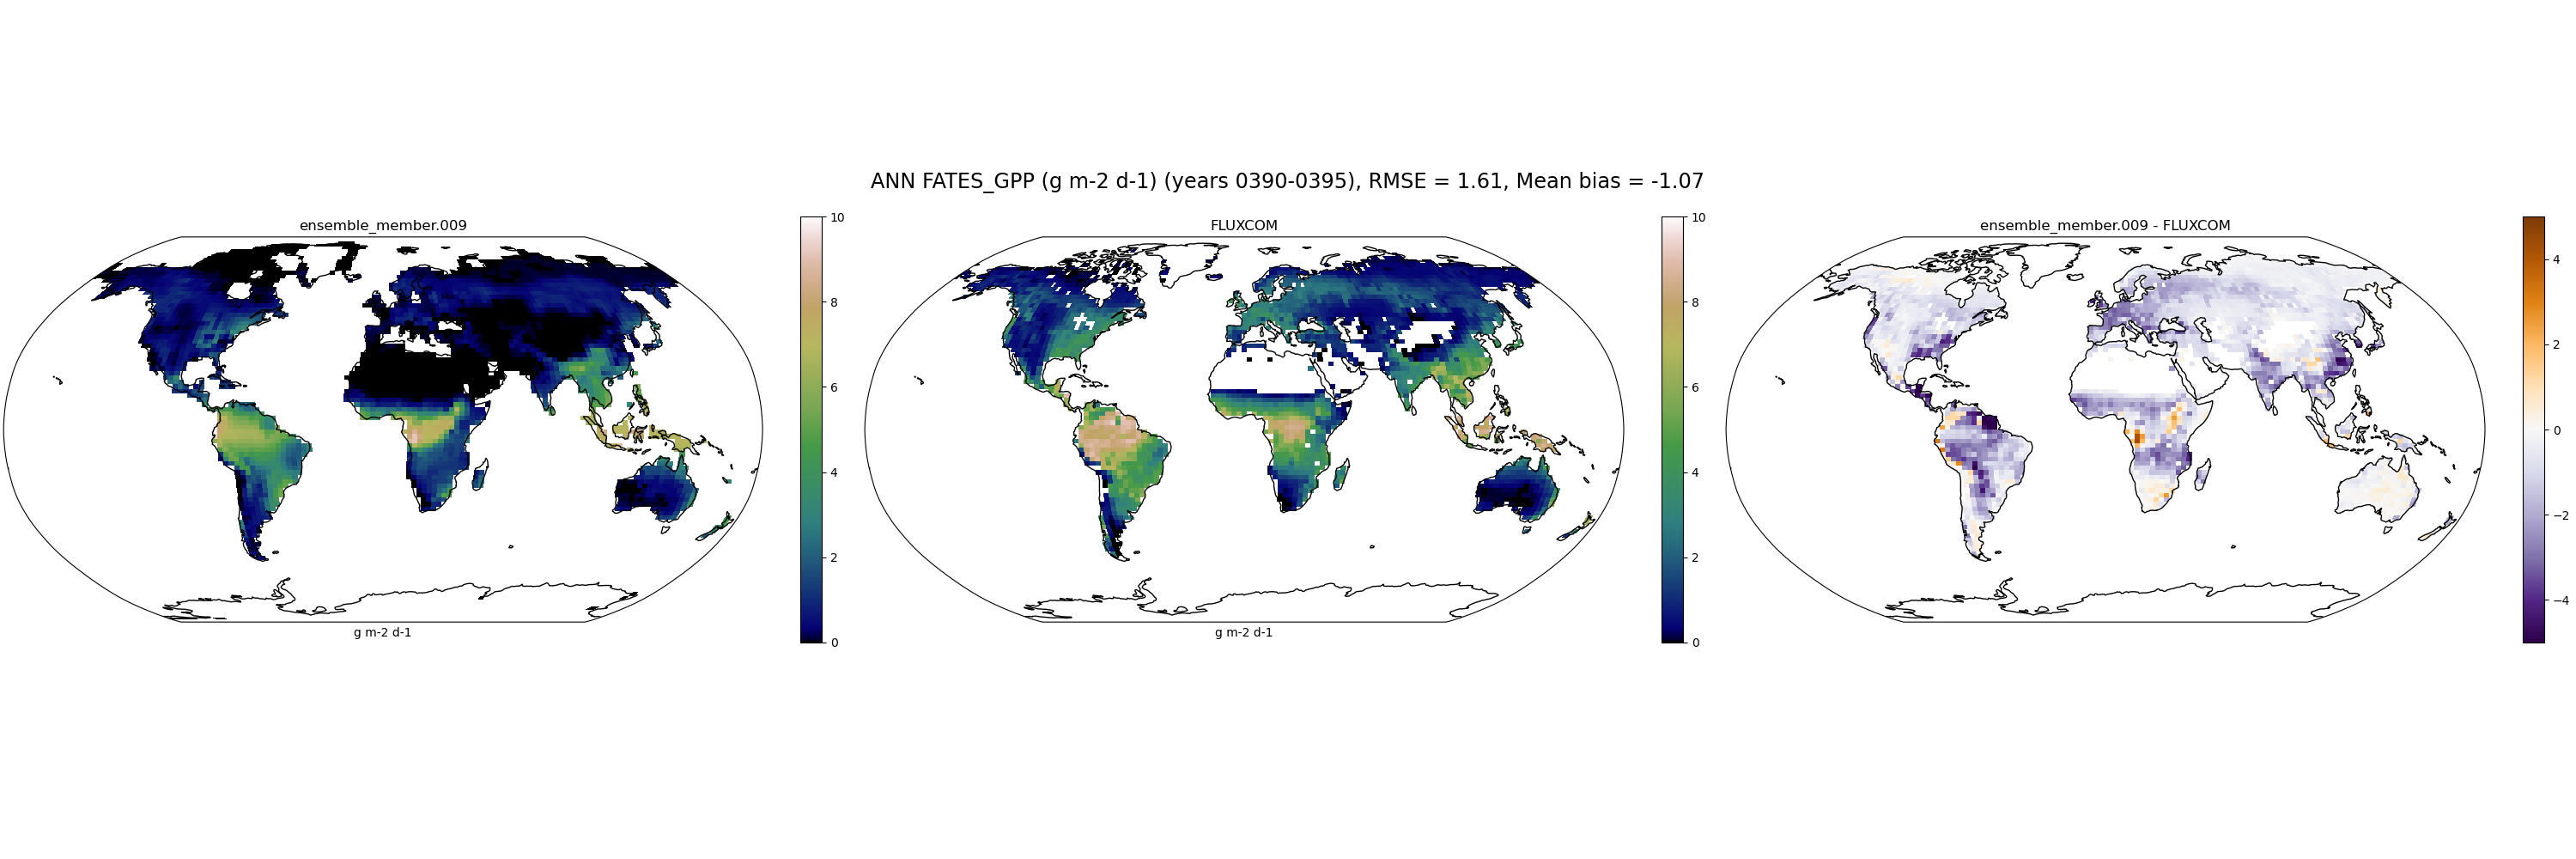 ANN FATES_GPP (g m-2 d-1) (years 0390-0395), RMSE = 1.61, Mean bias = -1.07
ensemble_member.009
10
8
6
4
2
0
g m-2 d-1
FLUXCOM
10
8
6
4
2
0
g m-2 d-1
ensemble_member.009 - FLUXCOM
4
2
0
−2
−4